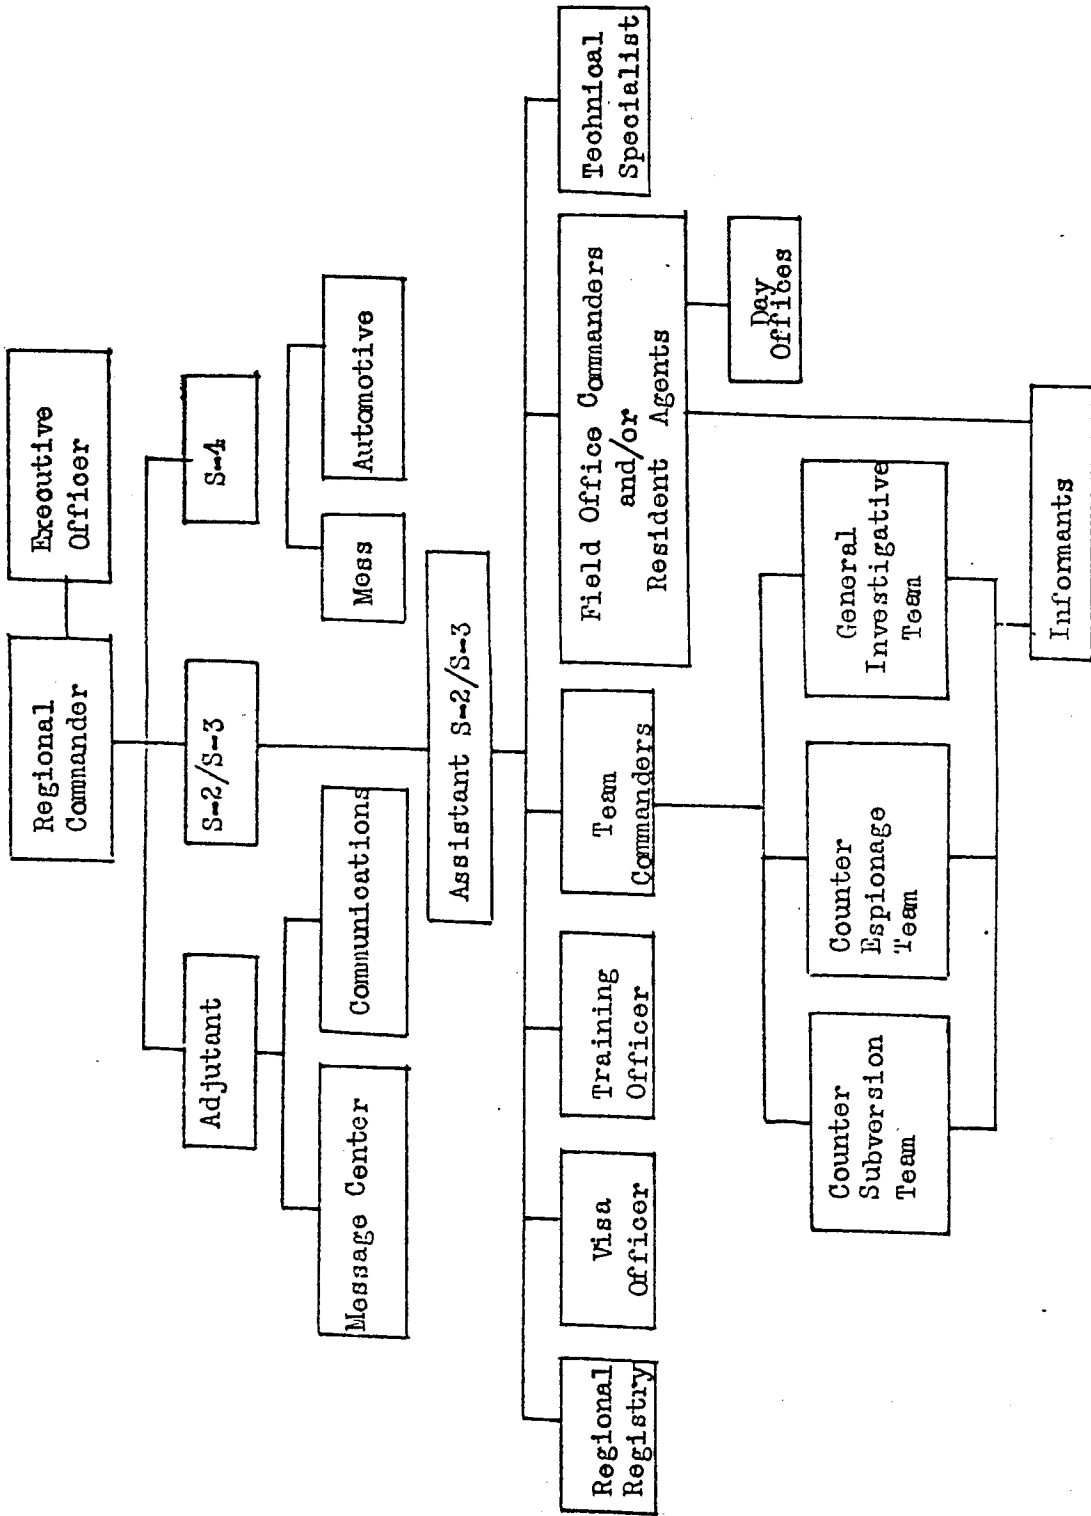 Regional
Commander
Executive
Officer
Adjutant
S-2/S-3
S-4
Message Center
Communications
Mess
Automotive
Assistant S-2/S-3
Regional
Registry
Visa
Officer
Training
Officer
Team
Commanders
Field Office Commanders
and/or
Resident Agents
Technical
Specialist
Day
Offices
Counter
Subversion
Team
Counter
Espionage
Team
General
Investigative
Team
Informants